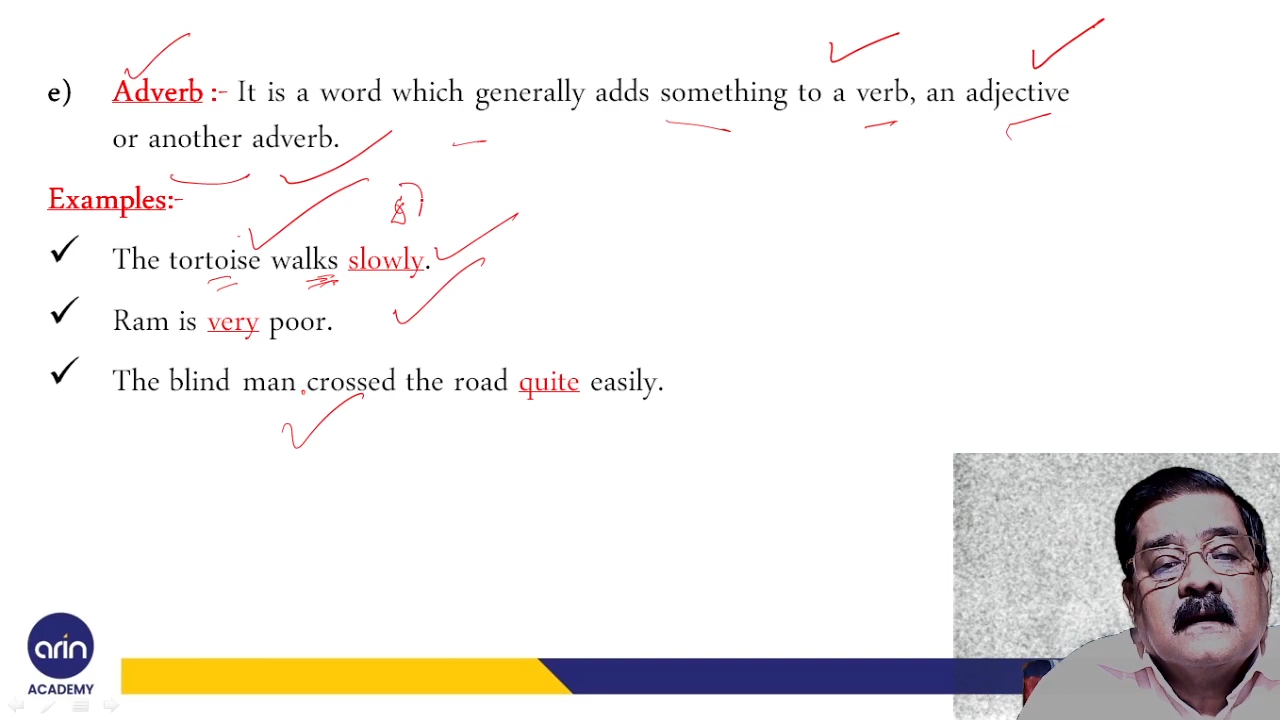 e) Adverb :- It is a word which generally adds something to a verb, an adjective
or another adverb.
Examples:-
✓ The tortoise walks slowly.
✓ Ram is very poor.
✓ The blind man crossed the road quite easily.
arin
ACADEMY